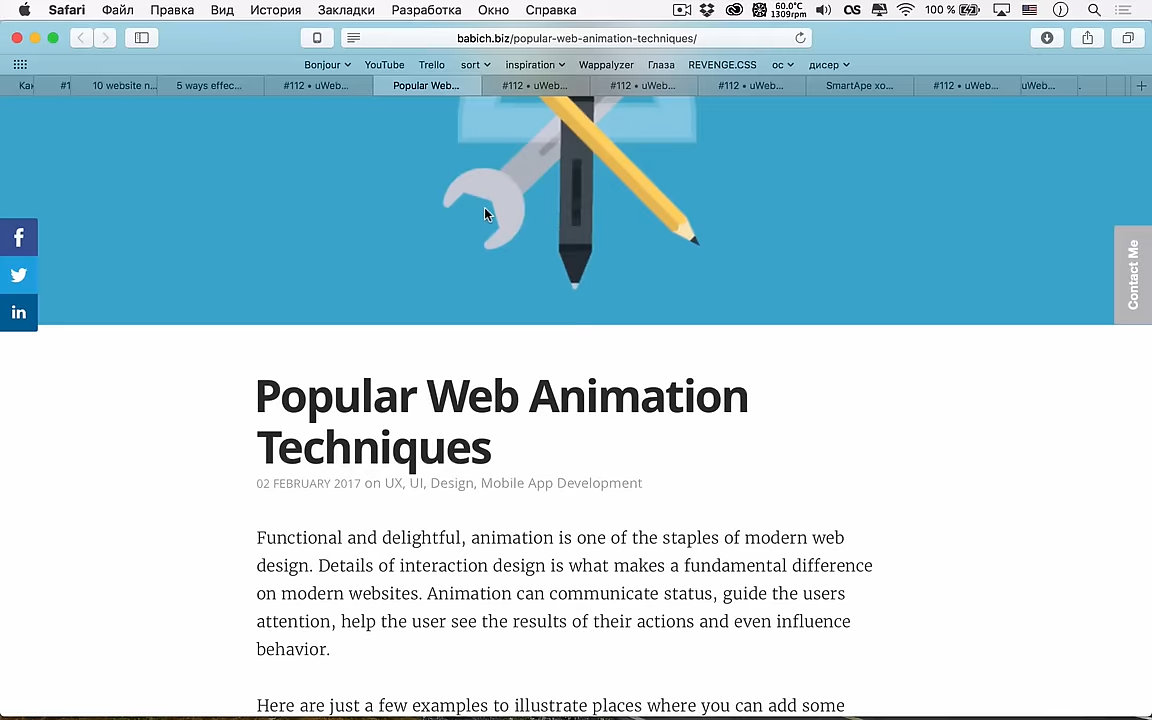 Safari Файл Правка Вид История Закладки Разработка Окно Справка 60.0°C 1309rpm 100 %
babich.biz/popular-web-animation-techniques/
Bonjour YouTube Trello sort inspiration Wappalyzer Глаза REVENGE.CSS ос дисер
Как #1 10 website n... 5 ways effec... #112 • uWeb... Popular Web... #112 • uWeb... #112 • uWeb... #112 • uWeb... SmartApe хо... #112 • uWeb... uWeb... .
Contact Me
Popular Web Animation
Techniques
02 FEBRUARY 2017 on UX, UI, Design, Mobile App Development
Functional and delightful, animation is one of the staples of modern web
design. Details of interaction design is what makes a fundamental difference
on modern websites. Animation can communicate status, guide the users
attention, help the user see the results of their actions and even influence
behavior.
Here are just a few examples to illustrate places where you can add some